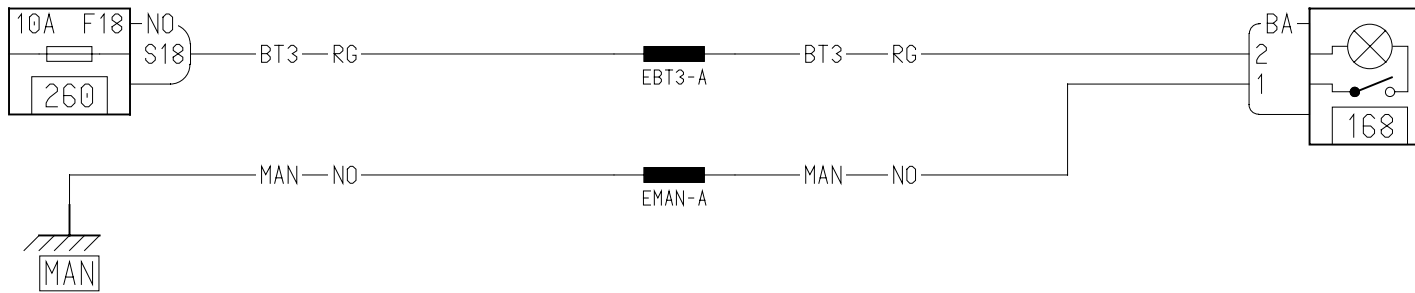 10A F18 NO
S18
260
BT3 RG
EBT3-A
BT3 RG
BA
2
1
168
MAN NO
EMAN-A
MAN NO
MAN